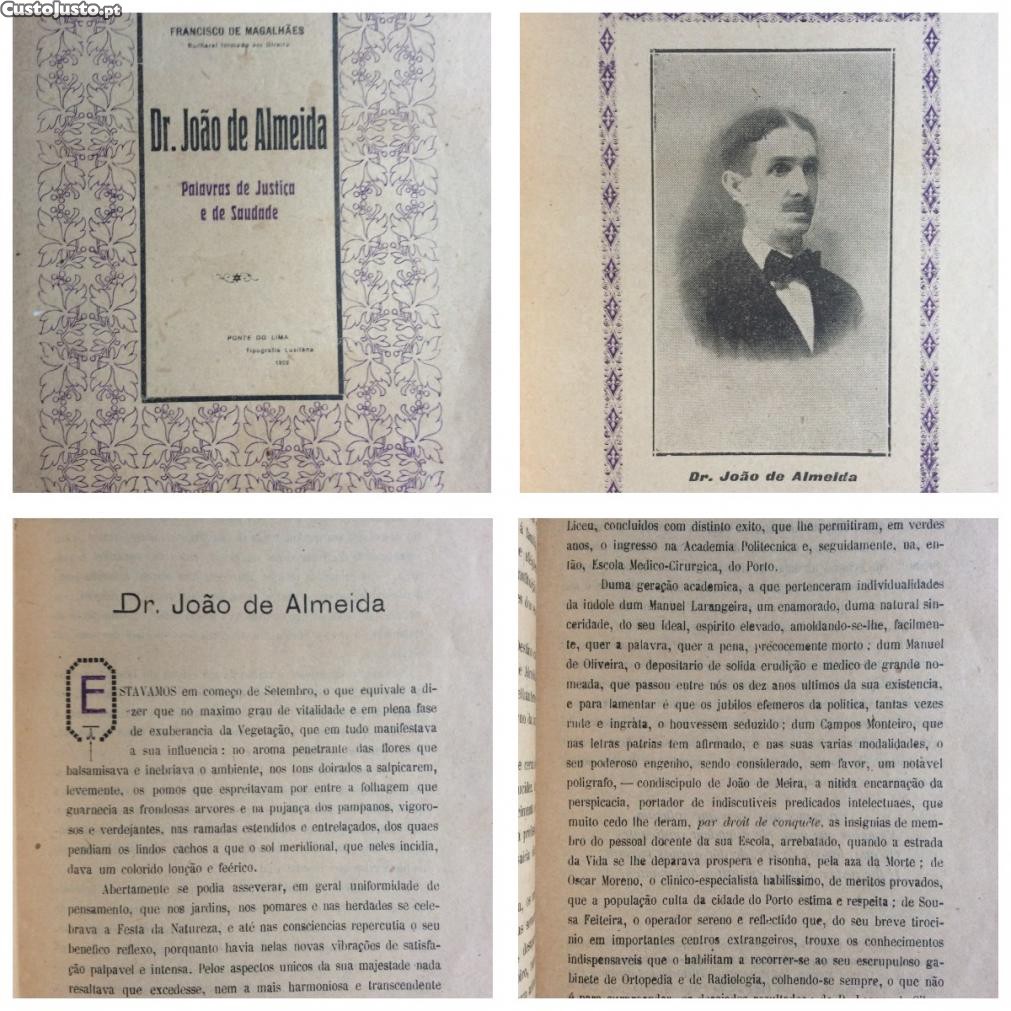 CustoJusto.pt
FRANCISCO DE MAGALHÃES
Bacharel formado em Direito
Dr. João de Almeida
Palavras de Justiça
e de Saudade
PONTE DO LIMA
Tipografia Lusitana
Dr. João de Almeida
Dr. João de Almeida
ESTAVAMOS em começo de Setembro, o que equivale a di-
zer que no maximo grau de vitalidade e em plena fase
de exuberancia da Vegetação, que em tudo manifestava
a sua influencia : no aroma penetrante das flores que
balsamisava e inebriava o ambiente, nos tons doirados a salpicarem,
levemente, os pomos que espreitavam por entre a folhagem que
guarnecia as frondosas arvores e na pujança dos pampanos, vigoro-
sos e verdejantes, nas ramadas estendidos e entrelaçados, dos quaes
pendiam os lindos cachos a que o sol meridional, que neles incidia,
dava um colorido lonção e feérico.
Abertamente se podia asseverar, em geral uniformidade de
pensamento, que nos jardins, nos pomares e nas herdades se cele-
brava a Festa da Natureza, e até nas consciencias repercutia o seu
benefico reflexo, porquanto havia nelas novas vibrações de satisfa-
ção palpavel e intensa. Pelos aspectos unicos da sua majestade nada
resaltava que excedesse, nem a mais harmoniosa e transcendente
Liceu, concluidos com distinto exito, que lhe permitiram, em verdes
anos, o ingresso na Academia Politecnica e, seguidamente, na, en-
tão, Escola Medico-Cirurgica, do Porto.
Duma geração academica, a que pertenceram individualidades
da indole dum Manuel Larangeira, um enamorado, duma natural sin-
ceridade, do seu Ideal, espirito elevado, amoldando-se-lhe, facilmen-
te, quer a palavra, quer a pena, précocemente morto ; dum Manuel
de Oliveira, o depositario de solida erudição e medico de grande no-
meada, que passou entre nós os dez anos ultimos da sua existencia,
e para lamentar é que os jubilos efemeros da politica, tantas vezes
rude e ingràta, o houvessem seduzido ; dum Campos Monteiro, que
nas letras patrias tem afirmado, e nas suas varias modalidades, o
seu poderoso engenho, sendo considerado, sem favor, um notavel
poligrafo, — condiscipulo de João de Meira, a nitida encarnação da
perspicacia, portador de indiscutiveis predicados intelectuaes, que
muito cedo lhe deram, par droit de conquête, as insignias de mem-
bro do pessoal docente da sua Escola, arrebatado, quando a estrada
da Vida se lhe deparava prospera e risonha, pela aza da Morte ; de
Oscar Moreno, o clinico-especialista habilissimo, de meritos provados,
que a população culta da cidade do Porto estima e respeita ; de Sou-
sa Feiteira, o operador sereno e reflectido que, do seu breve tiroci-
nio em importantes centros extrangeiros, trouxe os conhecimentos
indispensaveis que o habilitam a recorrer-se ao seu escrupuloso ga-
binete de Ortopedia e de Radiologia, colhendo-se sempre, o que não